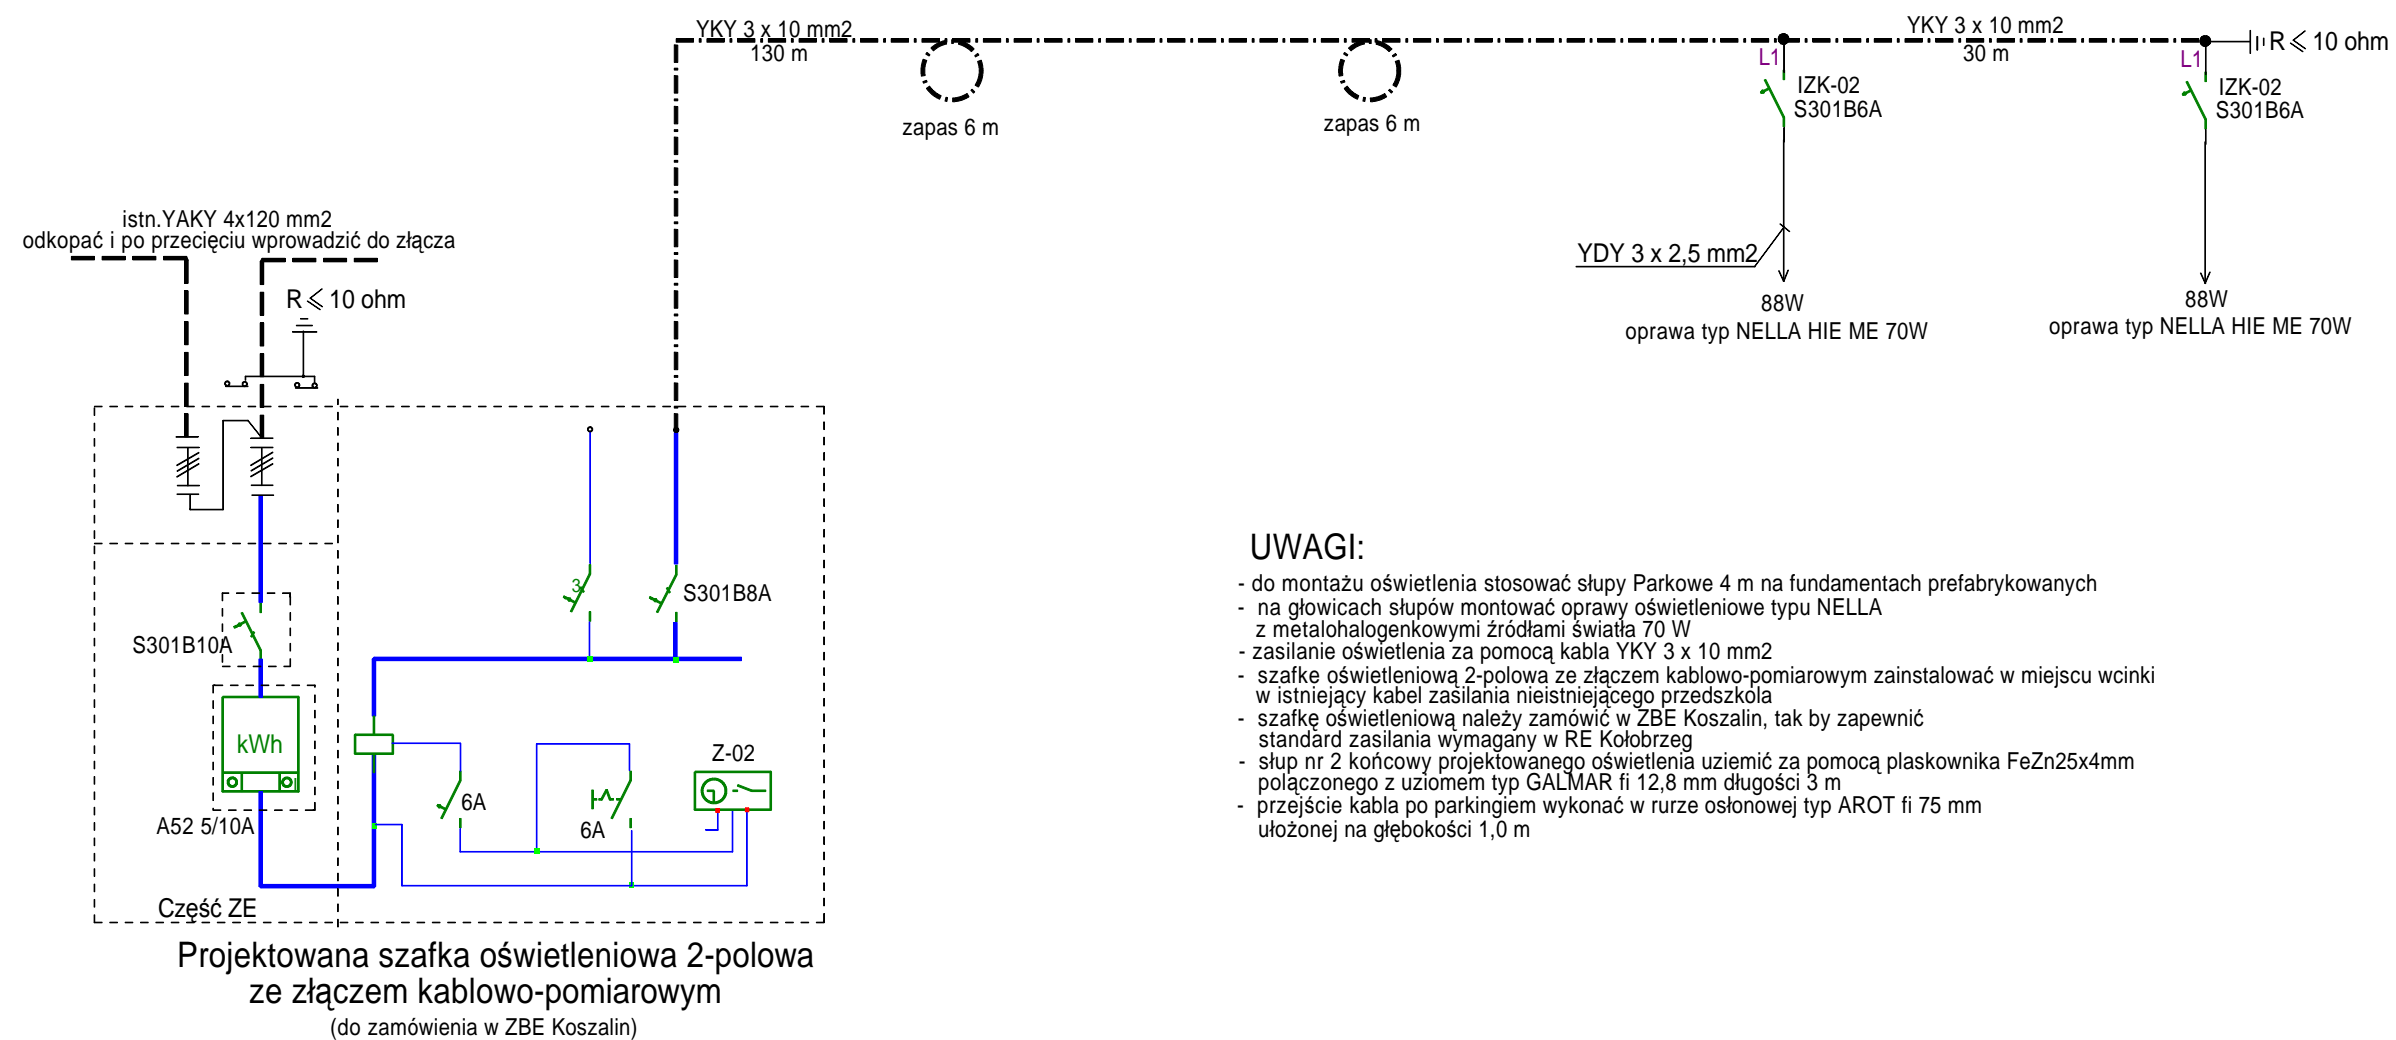 YKY 3 x 10 mm2
130 m
zapas 6 m
zapas 6 m
YKY 3 x 10 mm2
30 m
R ⩽ 10 ohm
L1
IZK-02
S301B6A
L1
IZK-02
S301B6A
YDY 3 x 2,5 mm2
88W
oprawa typ NELLA HIE ME 70W
88W
oprawa typ NELLA HIE ME 70W
istn.YAKY 4x120 mm2
odkopać i po przecięciu wprowadzić do złącza
R ⩽ 10 ohm
3
S301B8A
S301B10A
kWh
A52 5/10A
6A
6A
Z-02
Część ZE
Projektowana szafka oświetleniowa 2-polowa
ze złączem kablowo-pomiarowym
(do zamówienia w ZBE Koszalin)
UWAGI:
- do montażu oświetlenia stosować słupy Parkowe 4 m na fundamentach prefabrykowanych
- na głowicach słupów montować oprawy oświetleniowe typu NELLA
z metalohalogenkowymi źródłami światła 70 W
- zasilanie oświetlenia za pomocą kabla YKY 3 x 10 mm2
- szafke oświetleniową 2-polowa ze złączem kablowo-pomiarowym zainstalować w miejscu wcinki
w istniejący kabel zasilania nieistniejącego przedszkola
- szafkę oświetleniową należy zamówić w ZBE Koszalin, tak by zapewnić
standard zasilania wymagany w RE Kołobrzeg
- słup nr 2 końcowy projektowanego oświetlenia uziemić za pomocą plaskownika FeZn25x4mm
połączonego z uziomem typ GALMAR fi 12,8 mm długości 3 m
- przejście kabla po parkingiem wykonać w rurze osłonowej typ AROT fi 75 mm
ułożonej na głębokości 1,0 m